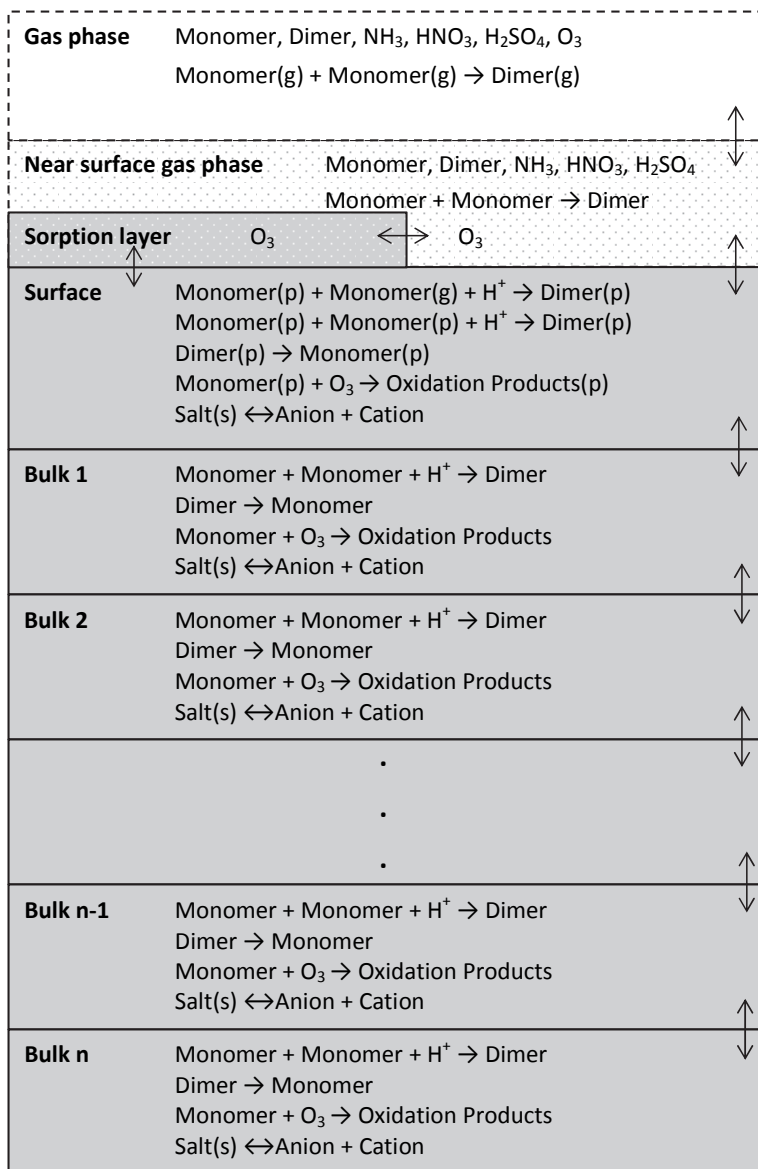 Gas phase Monomer, Dimer, NH₃, HNO₃, H₂SO₄, O₃
Monomer(g) + Monomer(g) → Dimer(g)
Near surface gas phase Monomer, Dimer, NH₃, HNO₃, H₂SO₄
Monomer + Monomer → Dimer
Sorption layer O₃ O₃
Surface Monomer(p) + Monomer(g) + H⁺ → Dimer(p)
Monomer(p) + Monomer(p) + H⁺ → Dimer(p)
Dimer(p) → Monomer(p)
Monomer(p) + O₃ → Oxidation Products(p)
Salt(s) ↔Anion + Cation
Bulk 1 Monomer + Monomer + H⁺ → Dimer
Dimer → Monomer
Monomer + O₃ → Oxidation Products
Salt(s) ↔Anion + Cation
Bulk 2 Monomer + Monomer + H⁺ → Dimer
Dimer → Monomer
Monomer + O₃ → Oxidation Products
Salt(s) ↔Anion + Cation
.
.
.
Bulk n-1 Monomer + Monomer + H⁺ → Dimer
Dimer → Monomer
Monomer + O₃ → Oxidation Products
Salt(s) ↔Anion + Cation
Bulk n Monomer + Monomer + H⁺ → Dimer
Dimer → Monomer
Monomer + O₃ → Oxidation Products
Salt(s) ↔Anion + Cation